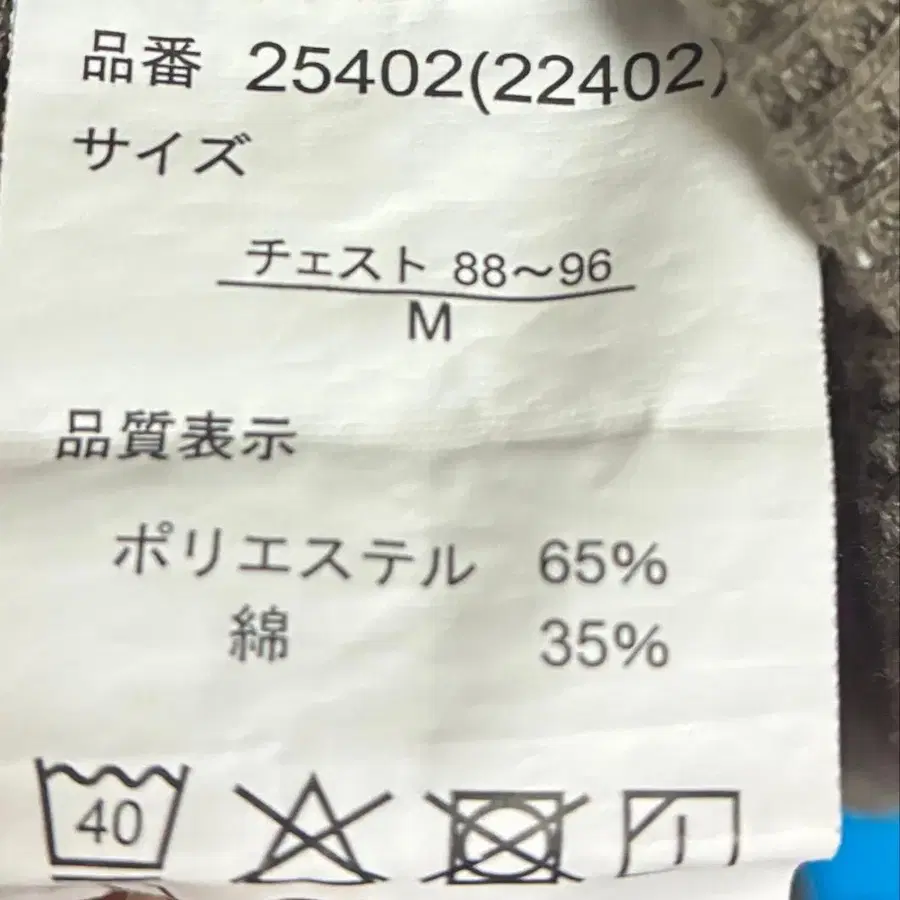 品番 25402(22402)
サイズ
チェスト 88～96
M
品質表示
ポリエステル 65%
綿 35%
40